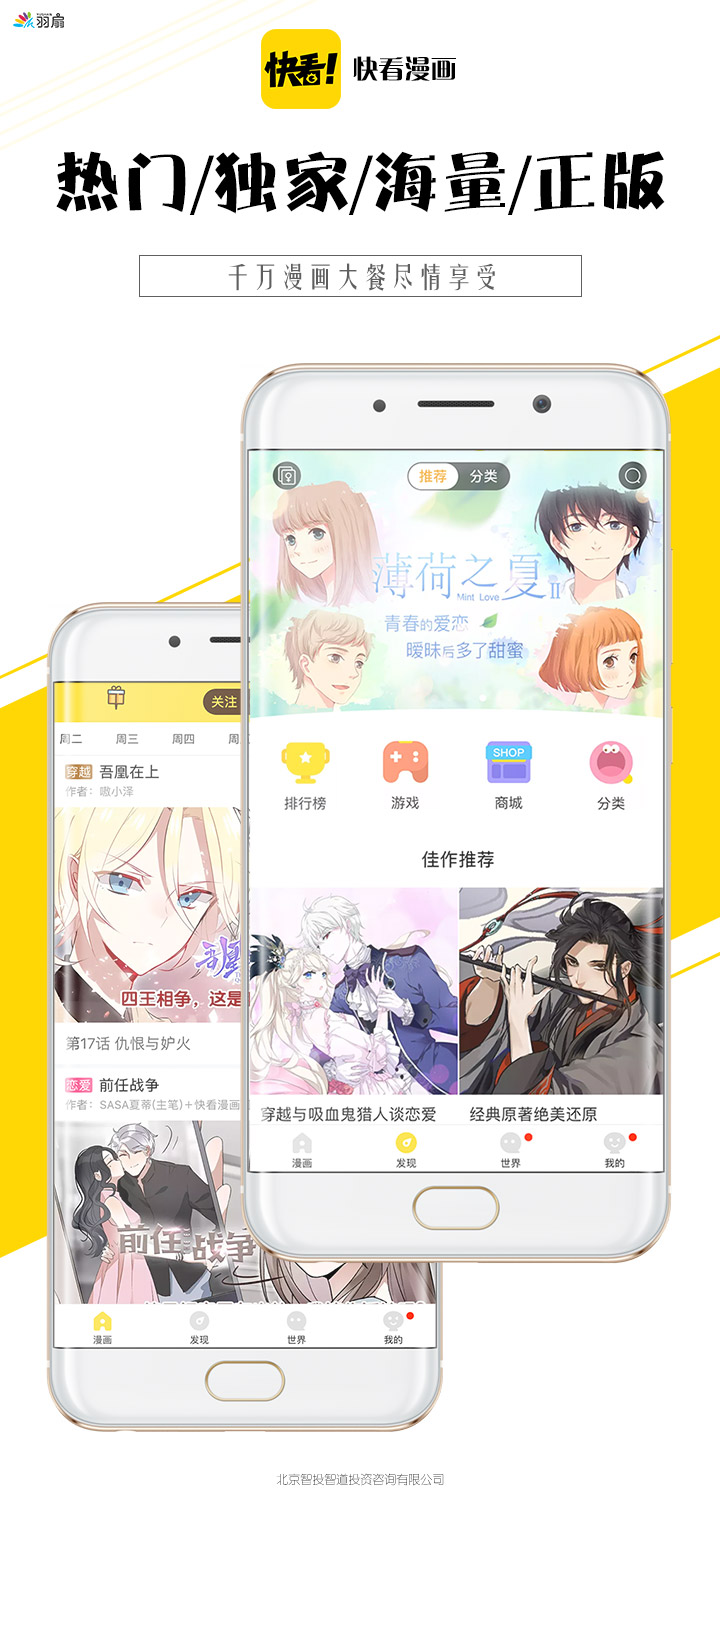 羽扇
快看!
快看漫画
热门/独家/海量/正版
千万漫画大餐尽情享受
推荐
分类
薄荷之夏II
Mint Love
青春的爱恋
暧昧后多了甜蜜
排行榜
游戏
SHOP
商城
分类
佳作推荐
穿越与吸血鬼猎人谈恋爱
经典原著绝美还原
漫画
发现
世界
我的
关注
周二
周三
周四
周
穿越 吾凰在上
作者：嗷小泽
四王相争，这是
第17话 仇恨与妒火
恋爱 前任战争
作者：SASA夏蒂(主笔)+快看漫画
前任战争
漫画
发现
世界
我的
北京智投智道投资咨询有限公司